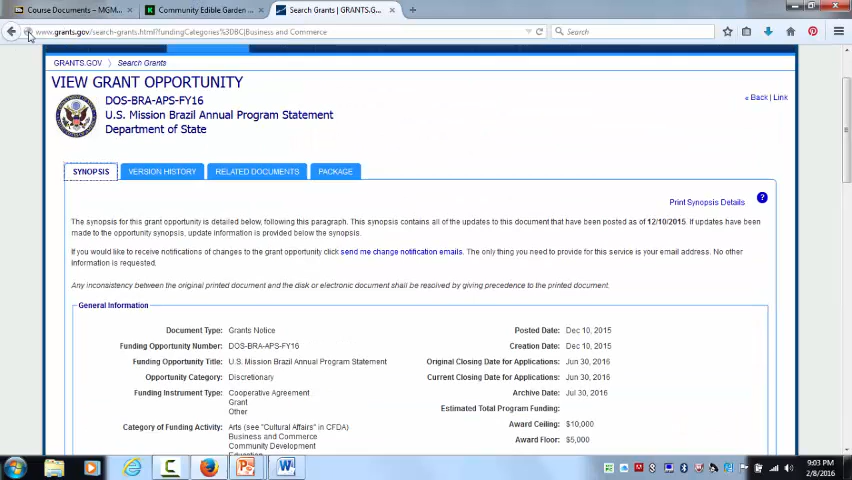 Course Documents – MGM...
Community Edible Garden ...
Search Grants | GRANTS.G...
www.grants.gov/search-grants.html?fundingCategories%3DBC|Business and Commerce
Search
GRANTS.GOV › Search Grants
VIEW GRANT OPPORTUNITY
DOS-BRA-APS-FY16
U.S. Mission Brazil Annual Program Statement
Department of State
« Back | Link
SYNOPSIS VERSION HISTORY RELATED DOCUMENTS PACKAGE
Print Synopsis Details
The synopsis for this grant opportunity is detailed below, following this paragraph. This synopsis contains all of the updates to this document that have been posted as of 12/10/2015. If updates have been
made to the opportunity synopsis, update information is provided below the synopsis.
If you would like to receive notifications of changes to the grant opportunity click send me change notification emails. The only thing you need to provide for this service is your email address. No other
information is requested.
Any inconsistency between the original printed document and the disk or electronic document shall be resolved by giving precedence to the printed document.
General Information
Document Type: Grants Notice
Funding Opportunity Number: DOS-BRA-APS-FY16
Funding Opportunity Title: U.S. Mission Brazil Annual Program Statement
Opportunity Category: Discretionary
Funding Instrument Type: Cooperative Agreement
Grant
Other
Category of Funding Activity: Arts (see "Cultural Affairs" in CFDA)
Business and Commerce
Community Development
Posted Date: Dec 10, 2015
Creation Date: Dec 10, 2015
Original Closing Date for Applications: Jun 30, 2016
Current Closing Date for Applications: Jun 30, 2016
Archive Date: Jul 30, 2016
Estimated Total Program Funding:
Award Ceiling: $10,000
Award Floor: $5,000
9:03 PM
2/8/2016